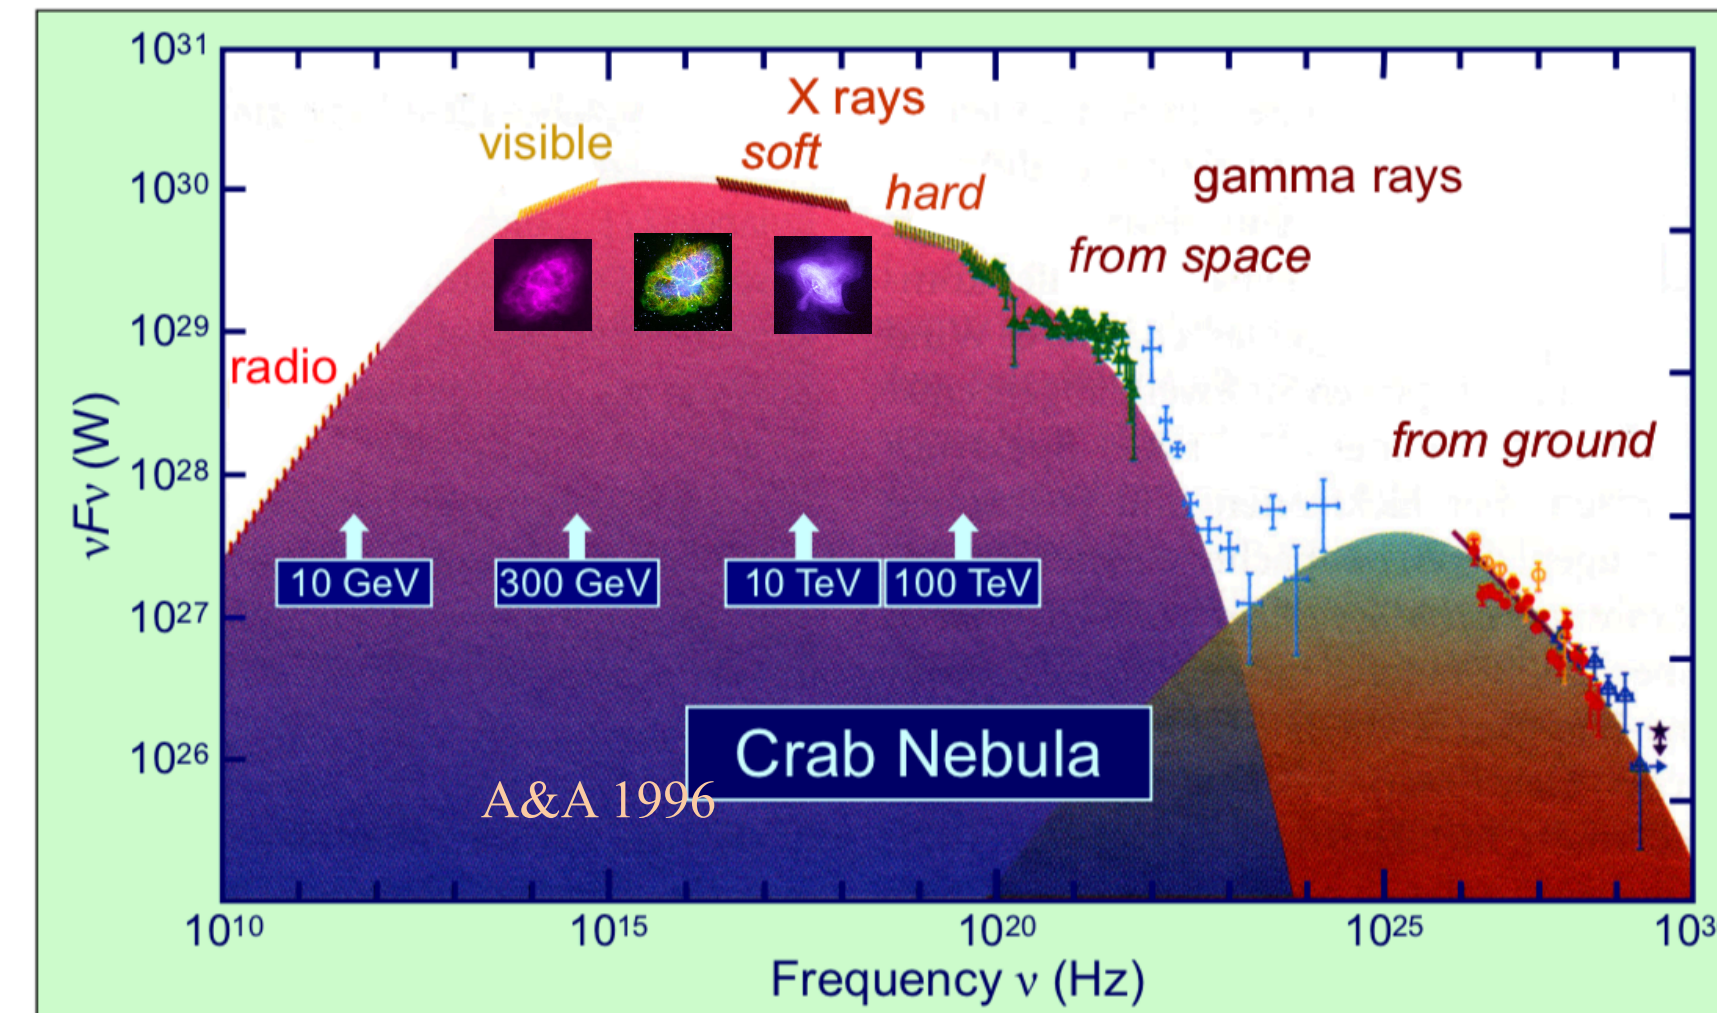 10³¹
X rays
visible
soft
10³⁰
hard
gamma rays
from space
10²⁹
radio
from ground
10²⁸
νFν (W)
10 GeV
300 GeV
10 TeV
100 TeV
10²⁷
Crab Nebula
10²⁶
A&A 1996
10¹⁰
10¹⁵
10²⁰
10²⁵
10³
Frequency ν (Hz)